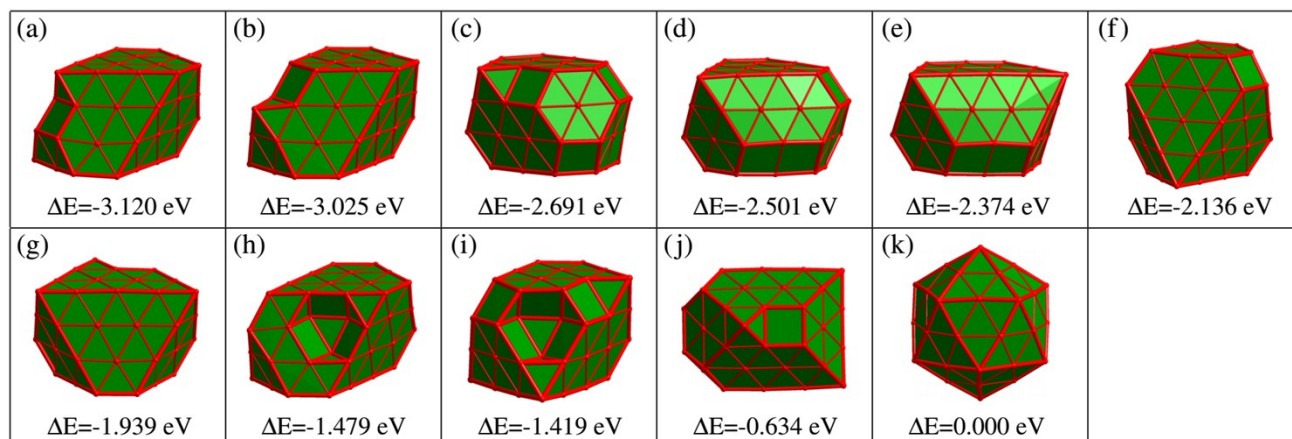 (a) (b) (c) (d) (e) (f)
ΔE=-3.120 eV ΔE=-3.025 eV ΔE=-2.691 eV ΔE=-2.501 eV ΔE=-2.374 eV ΔE=-2.136 eV
(g) (h) (i) (j) (k)
ΔE=-1.939 eV ΔE=-1.479 eV ΔE=-1.419 eV ΔE=-0.634 eV ΔE=0.000 eV